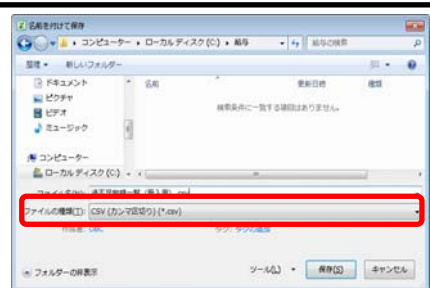 名前を付けて保存
コンピューター ▸ ローカル ディスク (C:) ▸ 給与
給与の検索
整理 ▾ 新しいフォルダー
名前 更新日時 種類
ドキュメント
ピクチャ
ビデオ
ミュージック
検索条件に一致する項目はありません。
コンピューター
ローカル ディスク (C:)
ファイルの種類(T): CSV (カンマ区切り) (*.csv)
作成者: OBC タグ: タグの追加
フォルダーの非表示 ツール(L) ▾ 保存(S) キャンセル